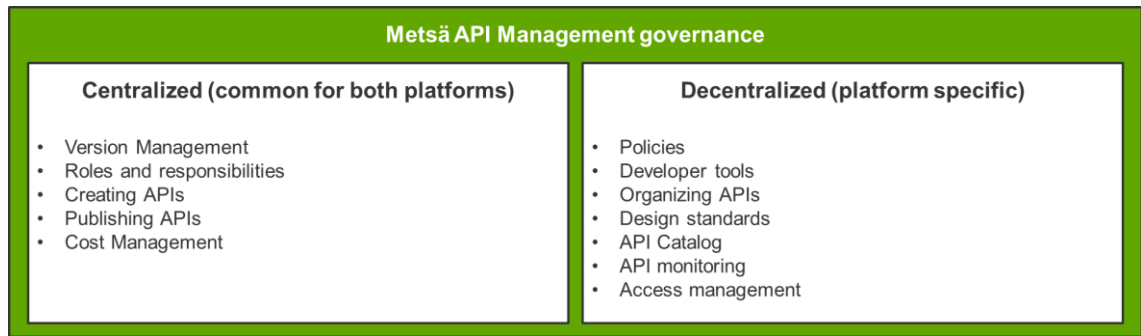 Metsä API Management governance
Centralized (common for both platforms)
• Version Management
• Roles and responsibilities
• Creating APIs
• Publishing APIs
• Cost Management
Decentralized (platform specific)
• Policies
• Developer tools
• Organizing APIs
• Design standards
• API Catalog
• API monitoring
• Access management